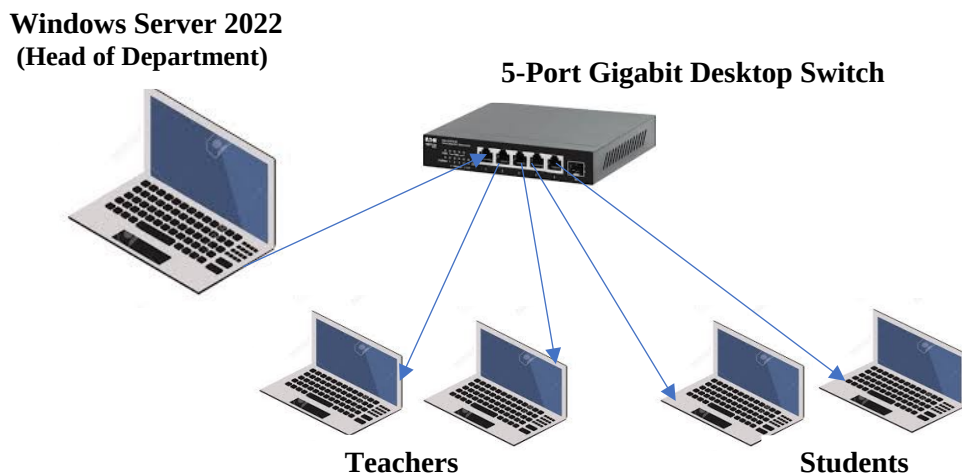 Windows Server 2022
(Head of Department)
5-Port Gigabit Desktop Switch
Teachers
Students